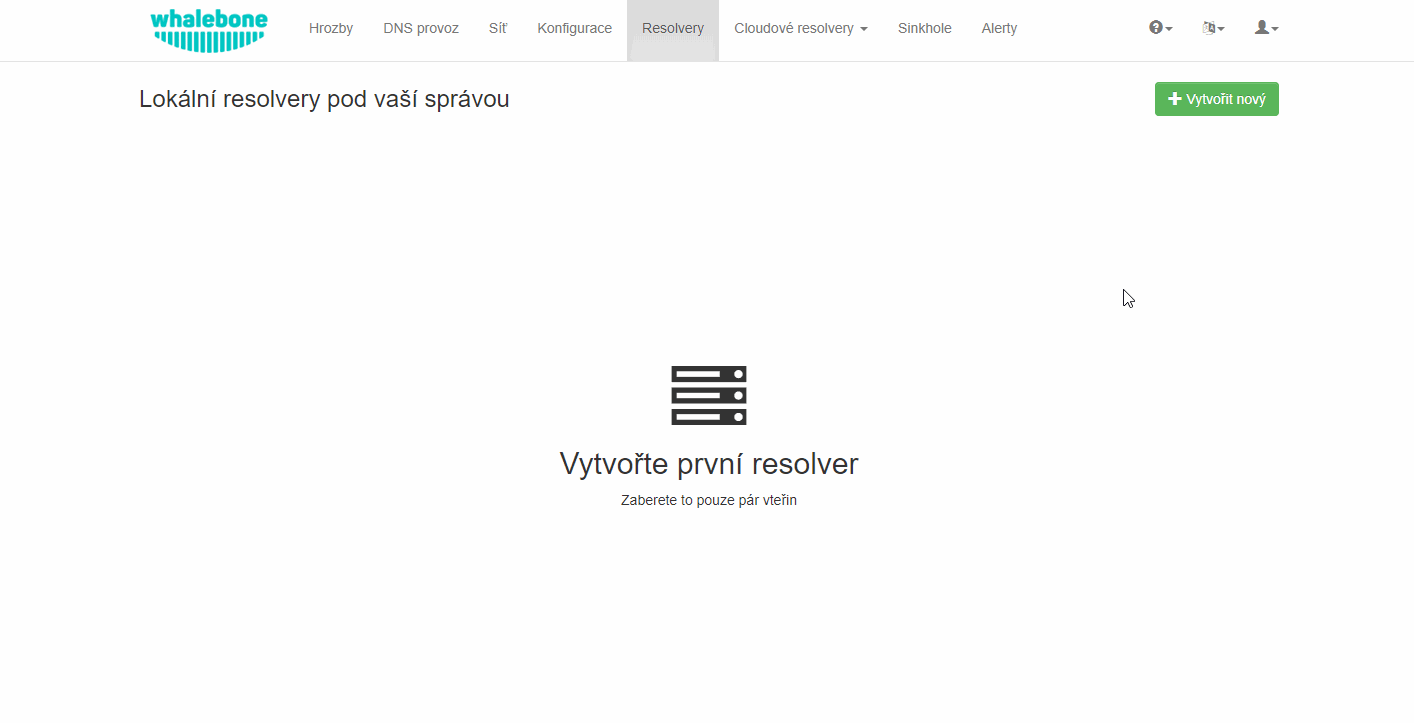 whalebone
Hrozby DNS provoz Síť Konfigurace Resolvery Cloudové resolvery Sinkhole Alerty
Lokální resolvery pod vaší správou
Vytvořit nový
Vytvořte první resolver
Zaberete to pouze pár vteřin